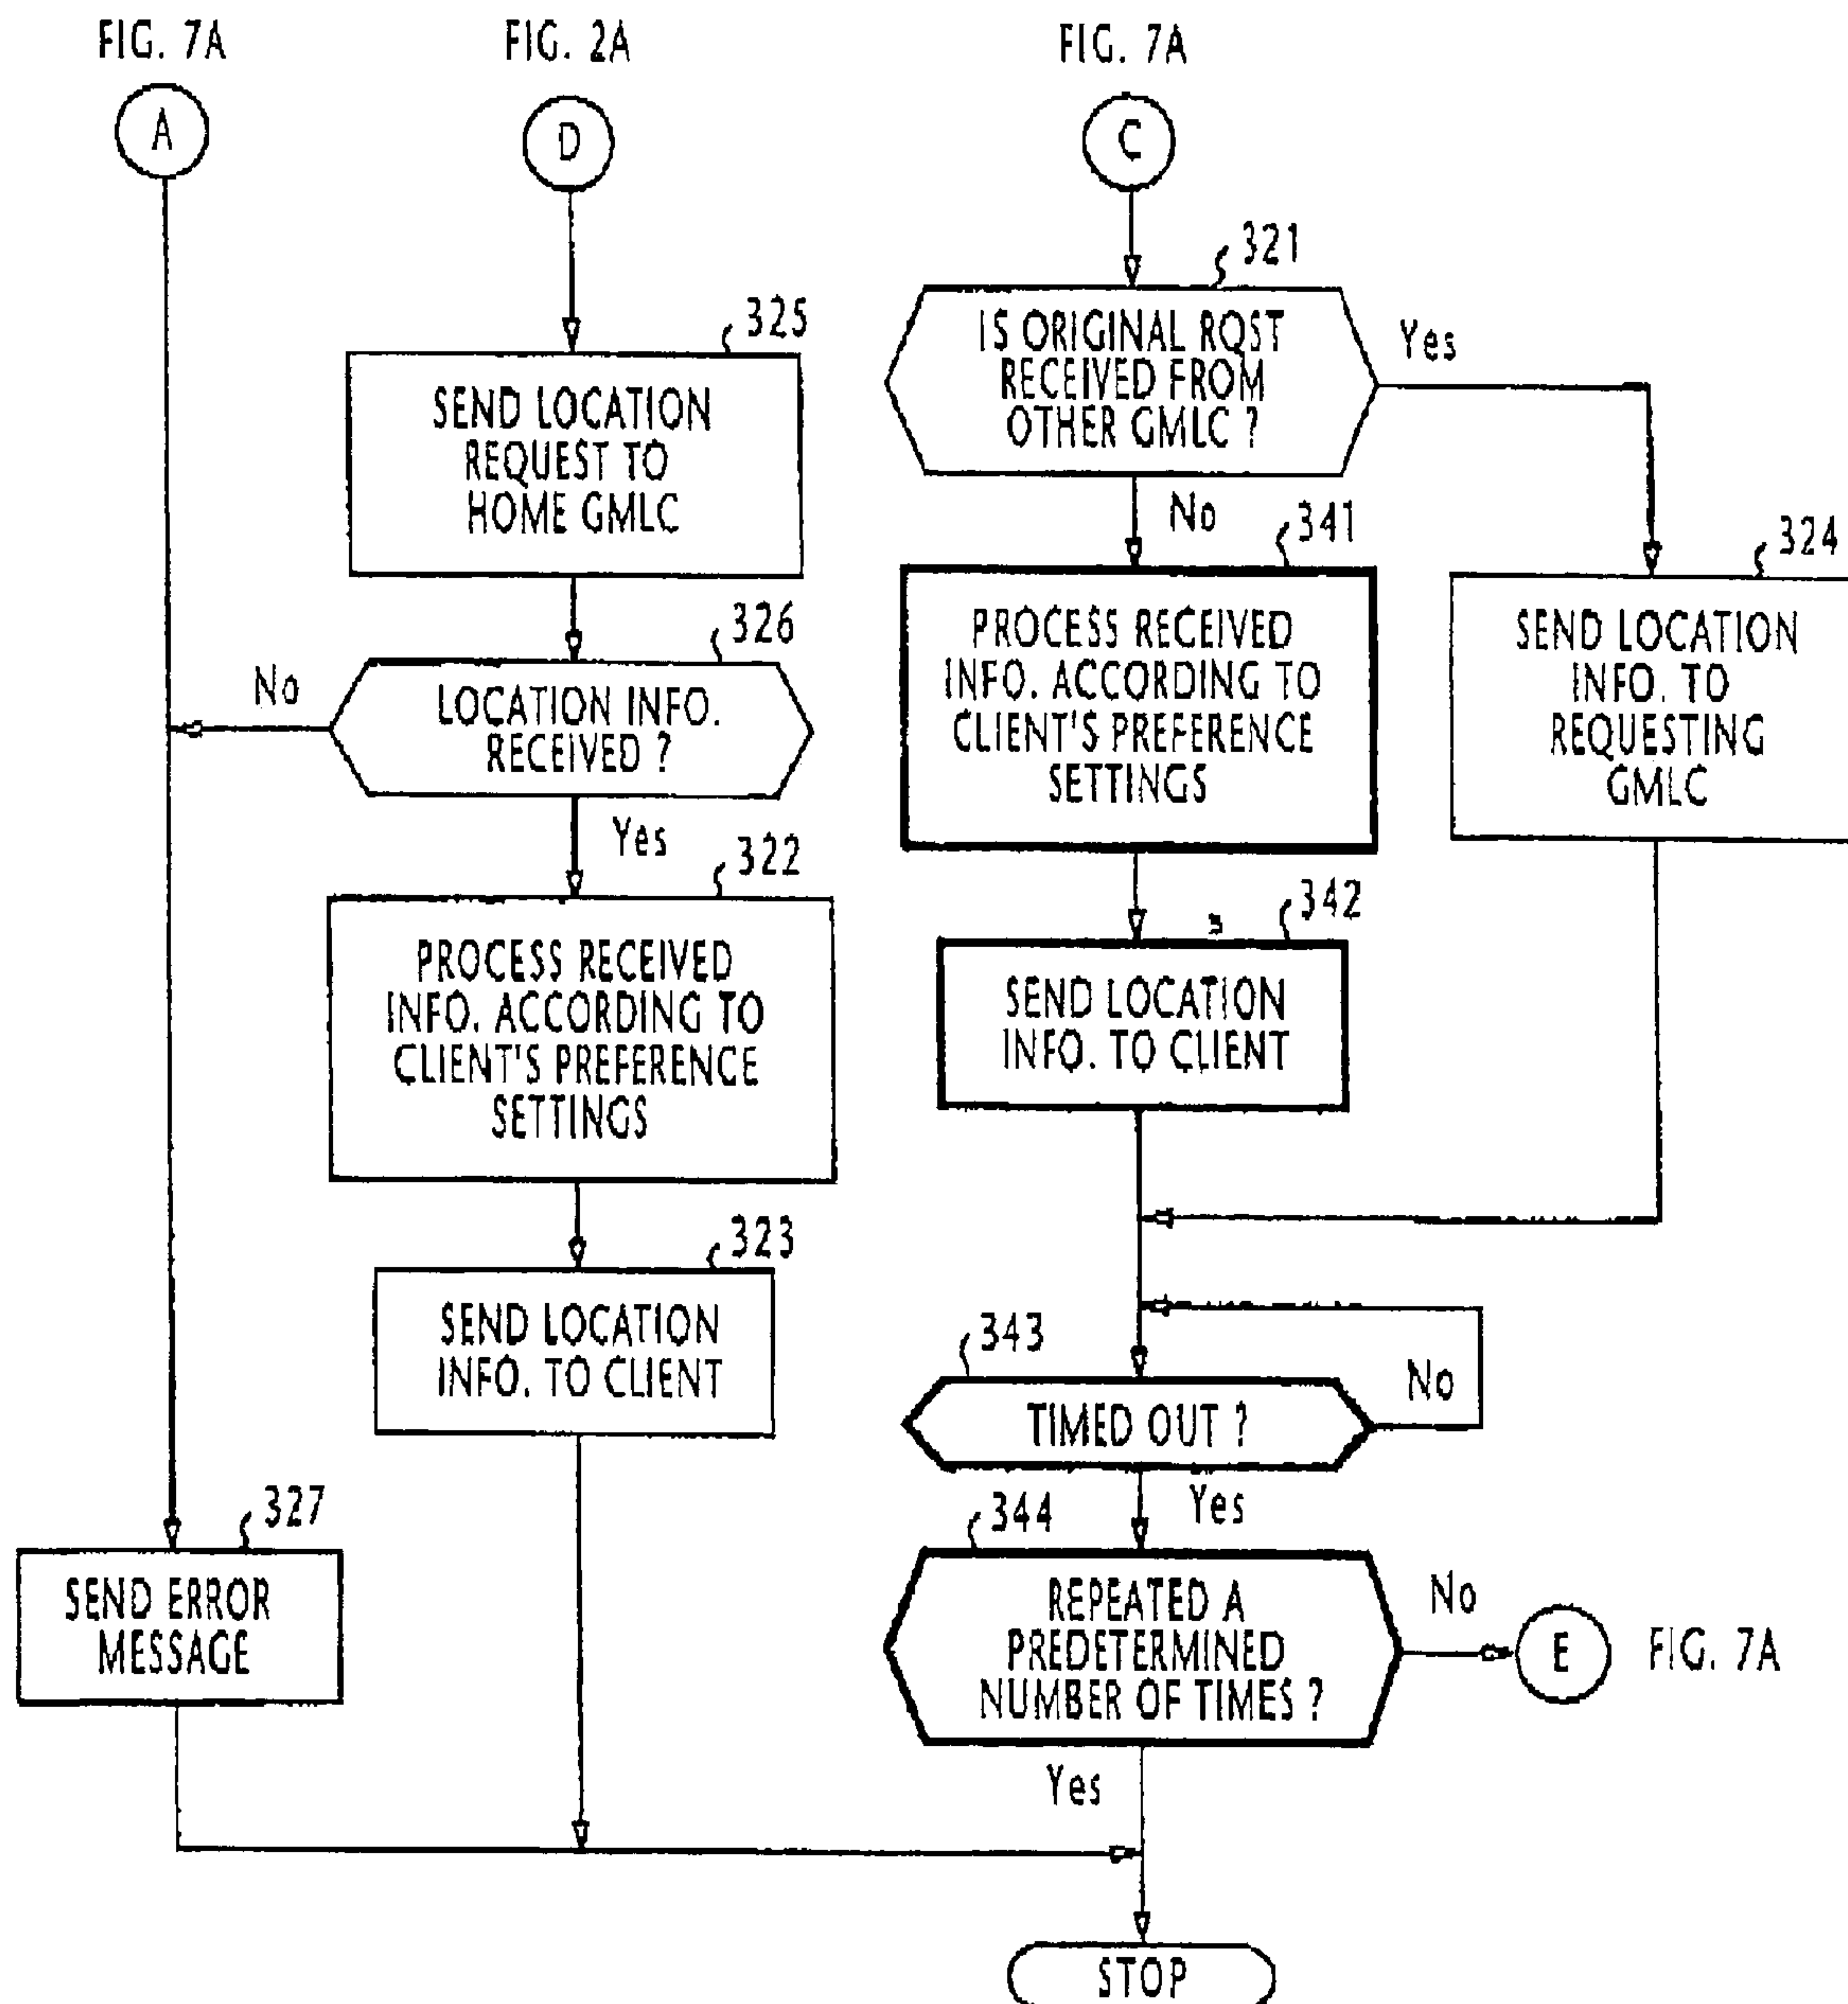 FIG. 7A
FIG. 2A
FIG. 7A
A
D
C
321
IS ORIGINAL RQST
RECEIVED FROM
OTHER GMLC ?
Yes
No
325
SEND LOCATION
REQUEST TO
HOME GMLC
326
LOCATION INFO.
RECEIVED ?
No
Yes
341
PROCESS RECEIVED
INFO. ACCORDING TO
CLIENT'S PREFERENCE
SETTINGS
324
SEND LOCATION
INFO. TO
REQUESTING
GMLC
322
PROCESS RECEIVED
INFO. ACCORDING TO
CLIENT'S PREFERENCE
SETTINGS
342
SEND LOCATION
INFO. TO CLIENT
323
SEND LOCATION
INFO. TO CLIENT
343
TIMED OUT ?
No
Yes
327
SEND ERROR
MESSAGE
344
REPEATED A
PREDETERMINED
NUMBER OF TIMES ?
No
E
FIG. 7A
Yes
STOP